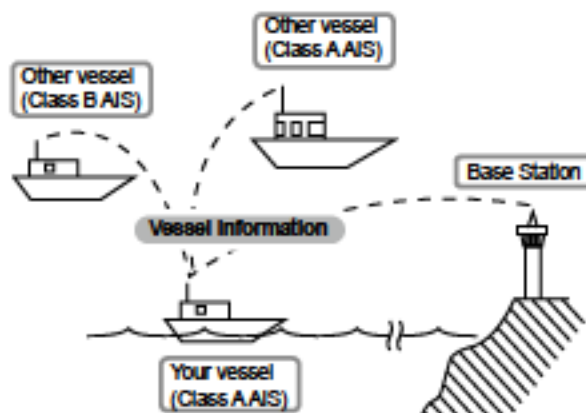 Other vessel
(Class A AIS)
Other vessel
(Class B AIS)
Base Station
Vessel Information
Your vessel
(Class A AIS)